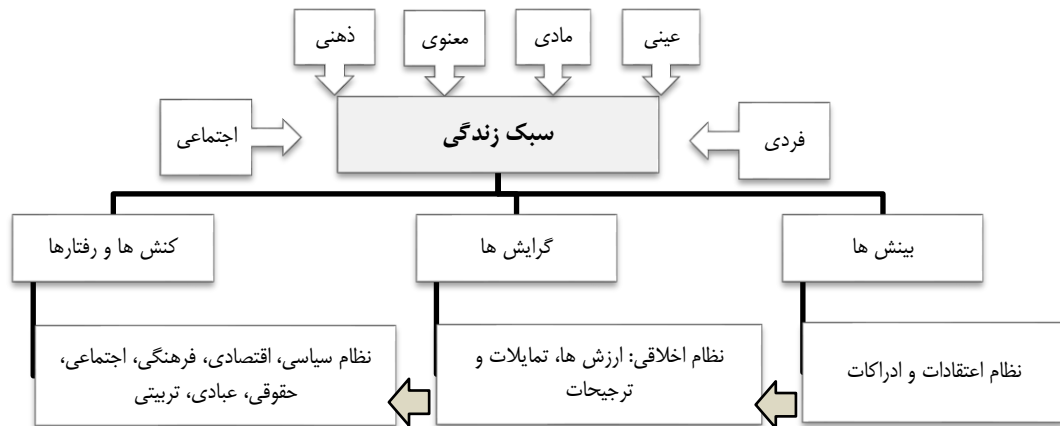 عینی
مادی
معنوی
ذهنی
سبک زندگی
فردی
اجتماعی
بینش ها
گرایش ها
کنش ها و رفتارها
نظام اعتقادات و ادراکات
نظام اخلاقی: ارزش ها، تمایلات و
ترجیحات
نظام سیاسی، اقتصادی، فرهنگی، اجتماعی،
حقوقی، عبادی، تربیتی